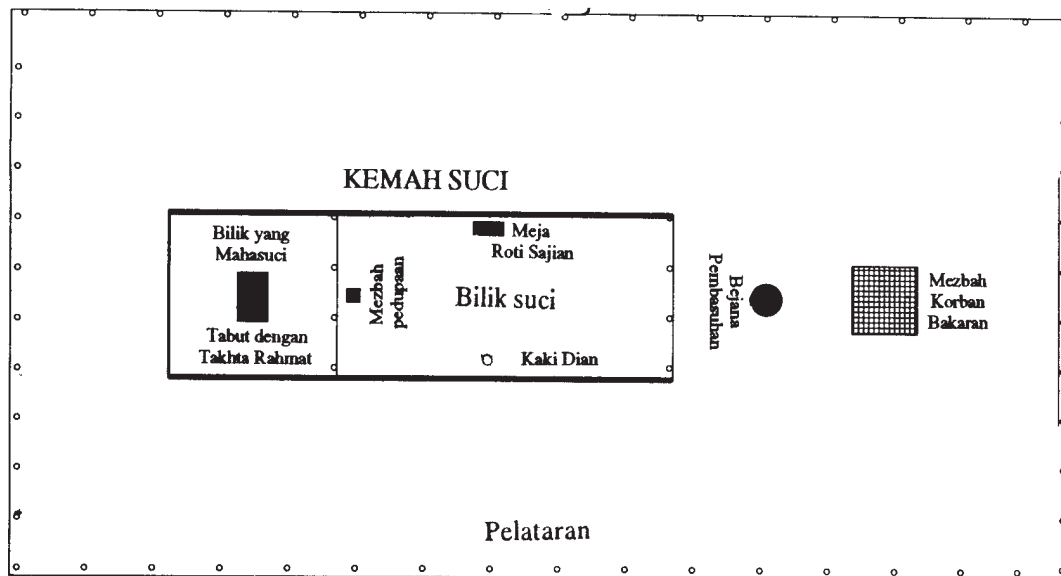 KEMAH SUCI
Bilik yang
Mahasuci
Tabut dengan
Takhta Rahmat
Mezbah
pedupaan
Meja
Roti Sajian
Bilik suci
Kaki Dian
Bejana
Pembasuhan
Mezbah
Korban
Bakaran
Pelataran